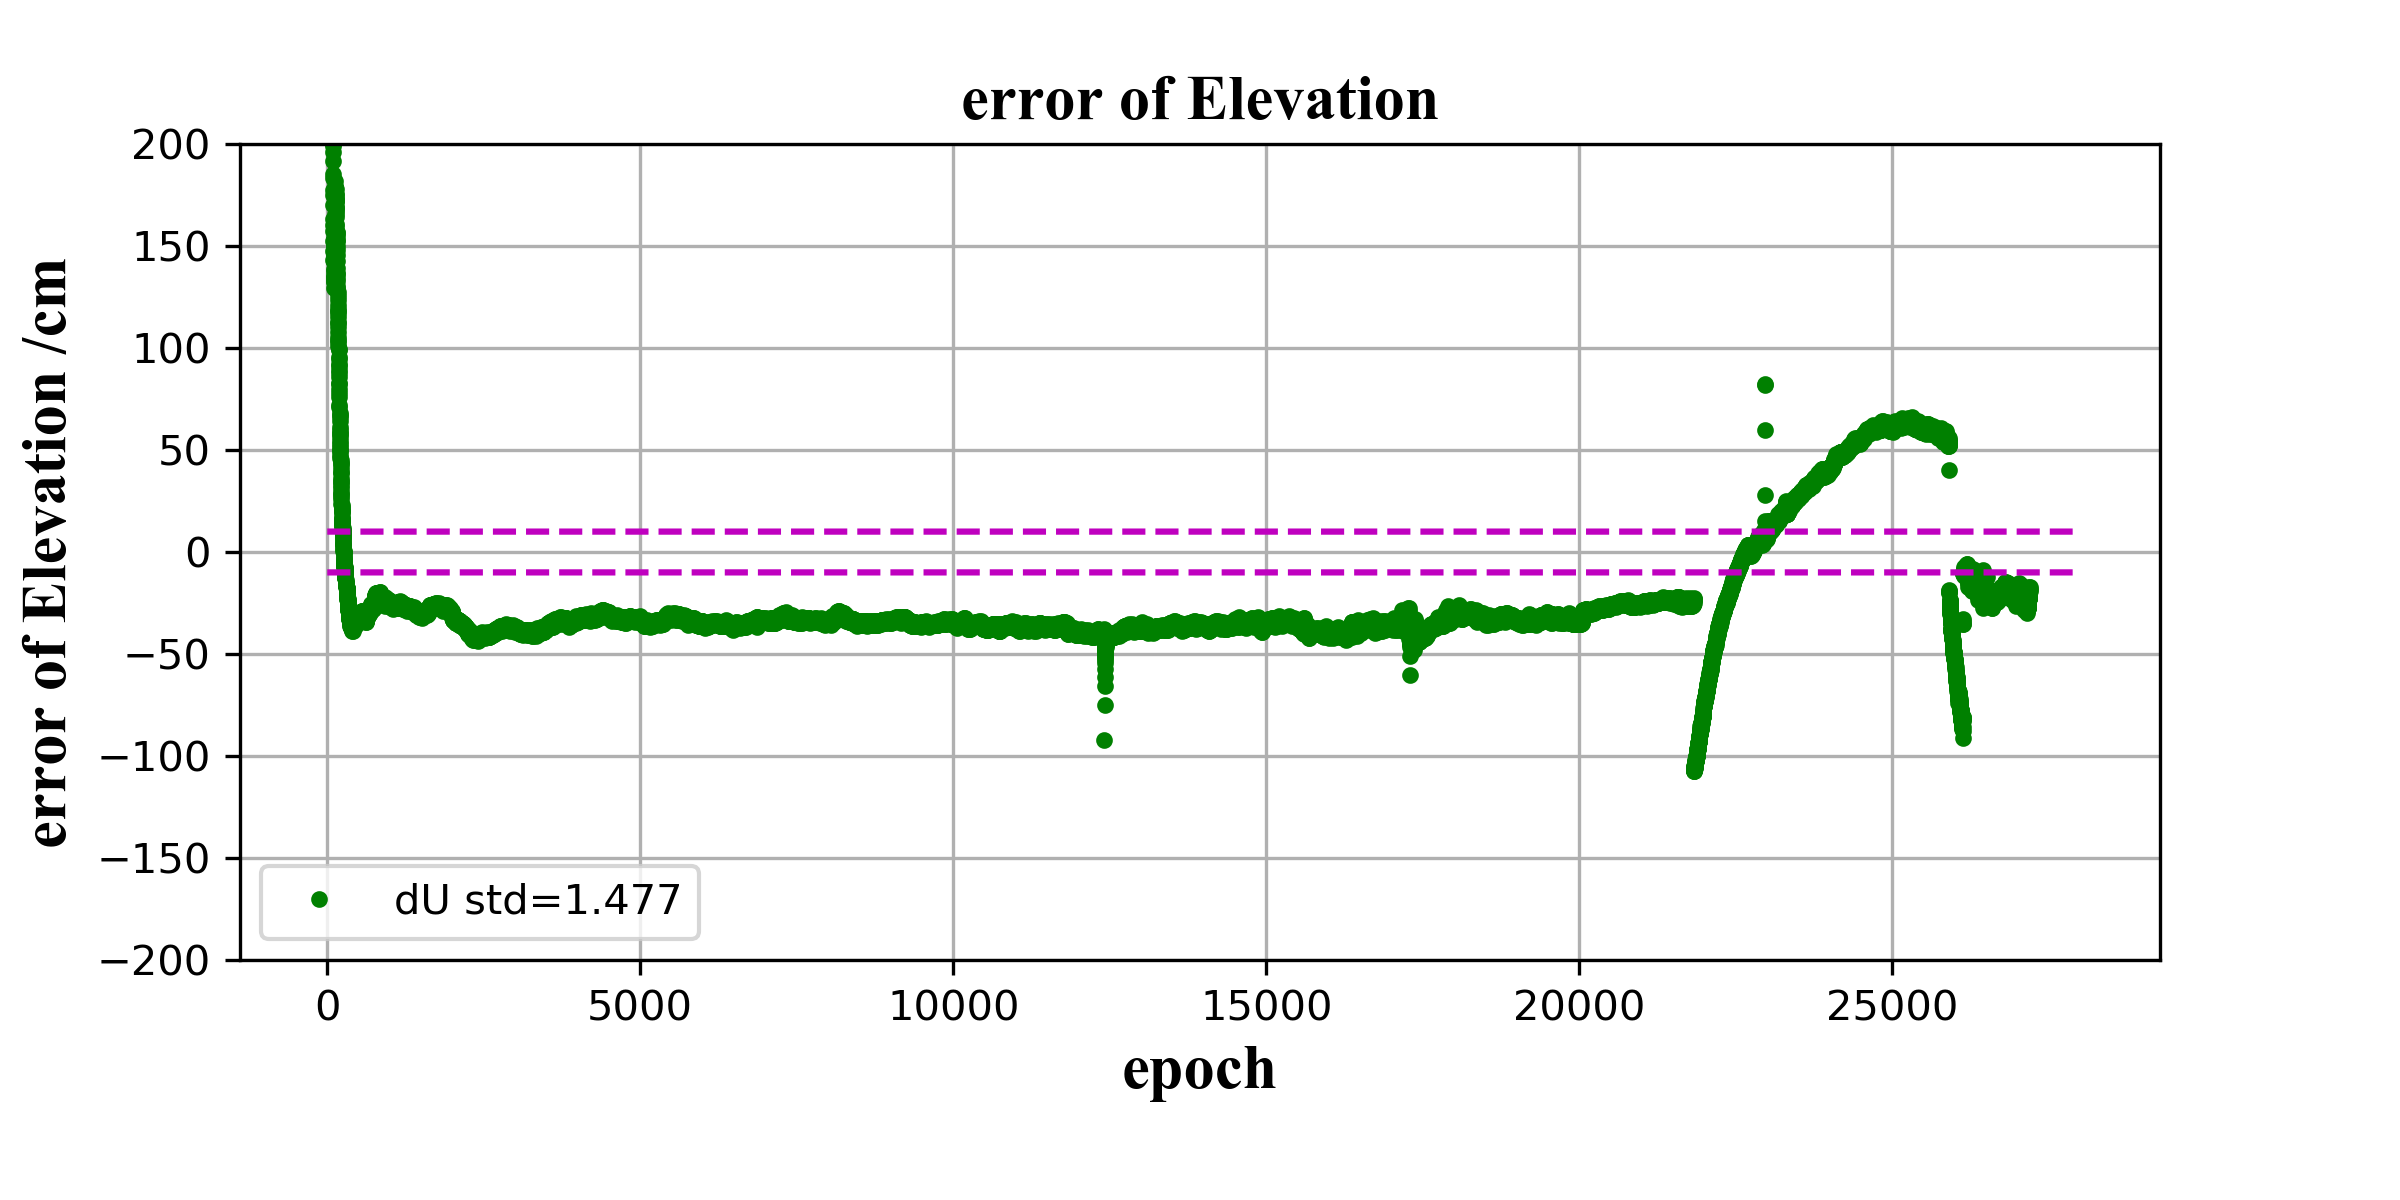 error of Elevation
error of Elevation /cm
200
150
100
50
0
−50
−100
−150
−200
dU std=1.477
0 5000 10000 15000 20000 25000
epoch